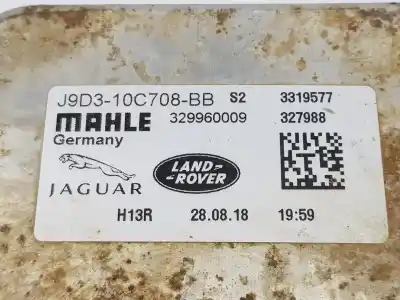 J9D3-10C708-BB S2 3319577
MAHLE 329960009 327988
Germany
JAGUAR LAND-ROVER
H13R 28.08.18 19:59